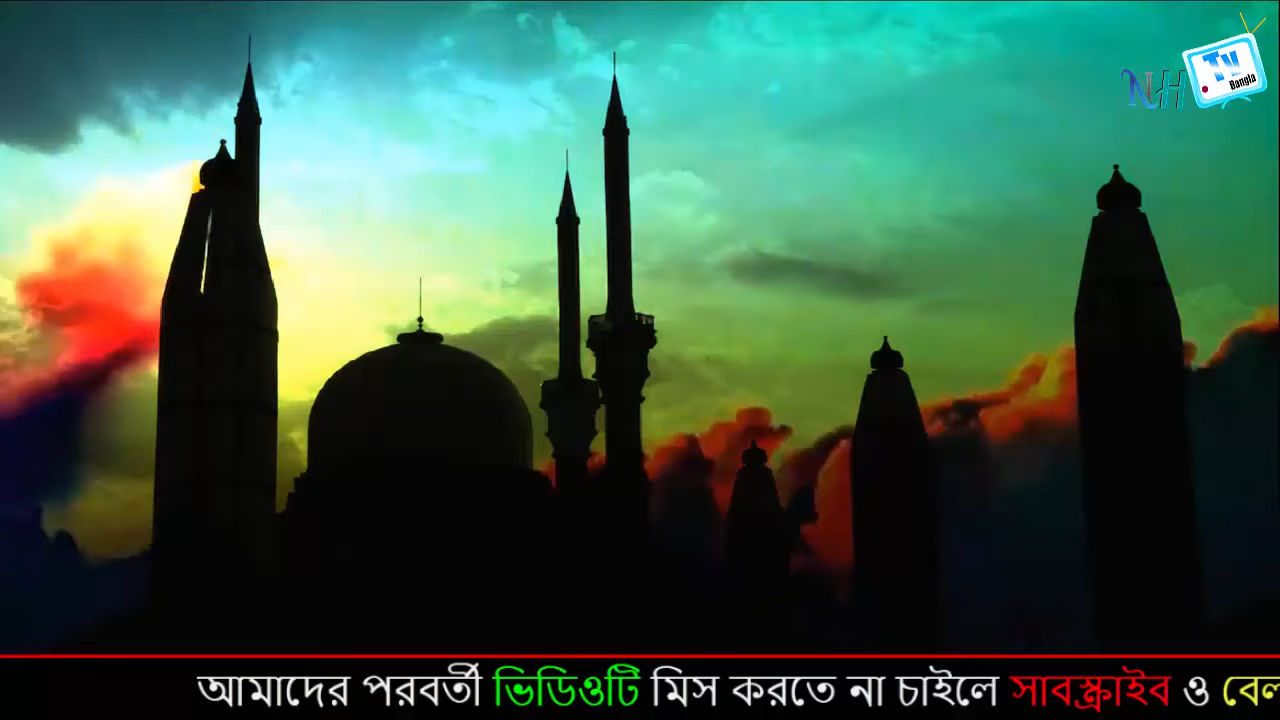 NH
Tv
Bangla
আমাদের পরবর্তী ভিডিওটি মিস করতে না চাইলে সাবস্ক্রাইব ও বেল